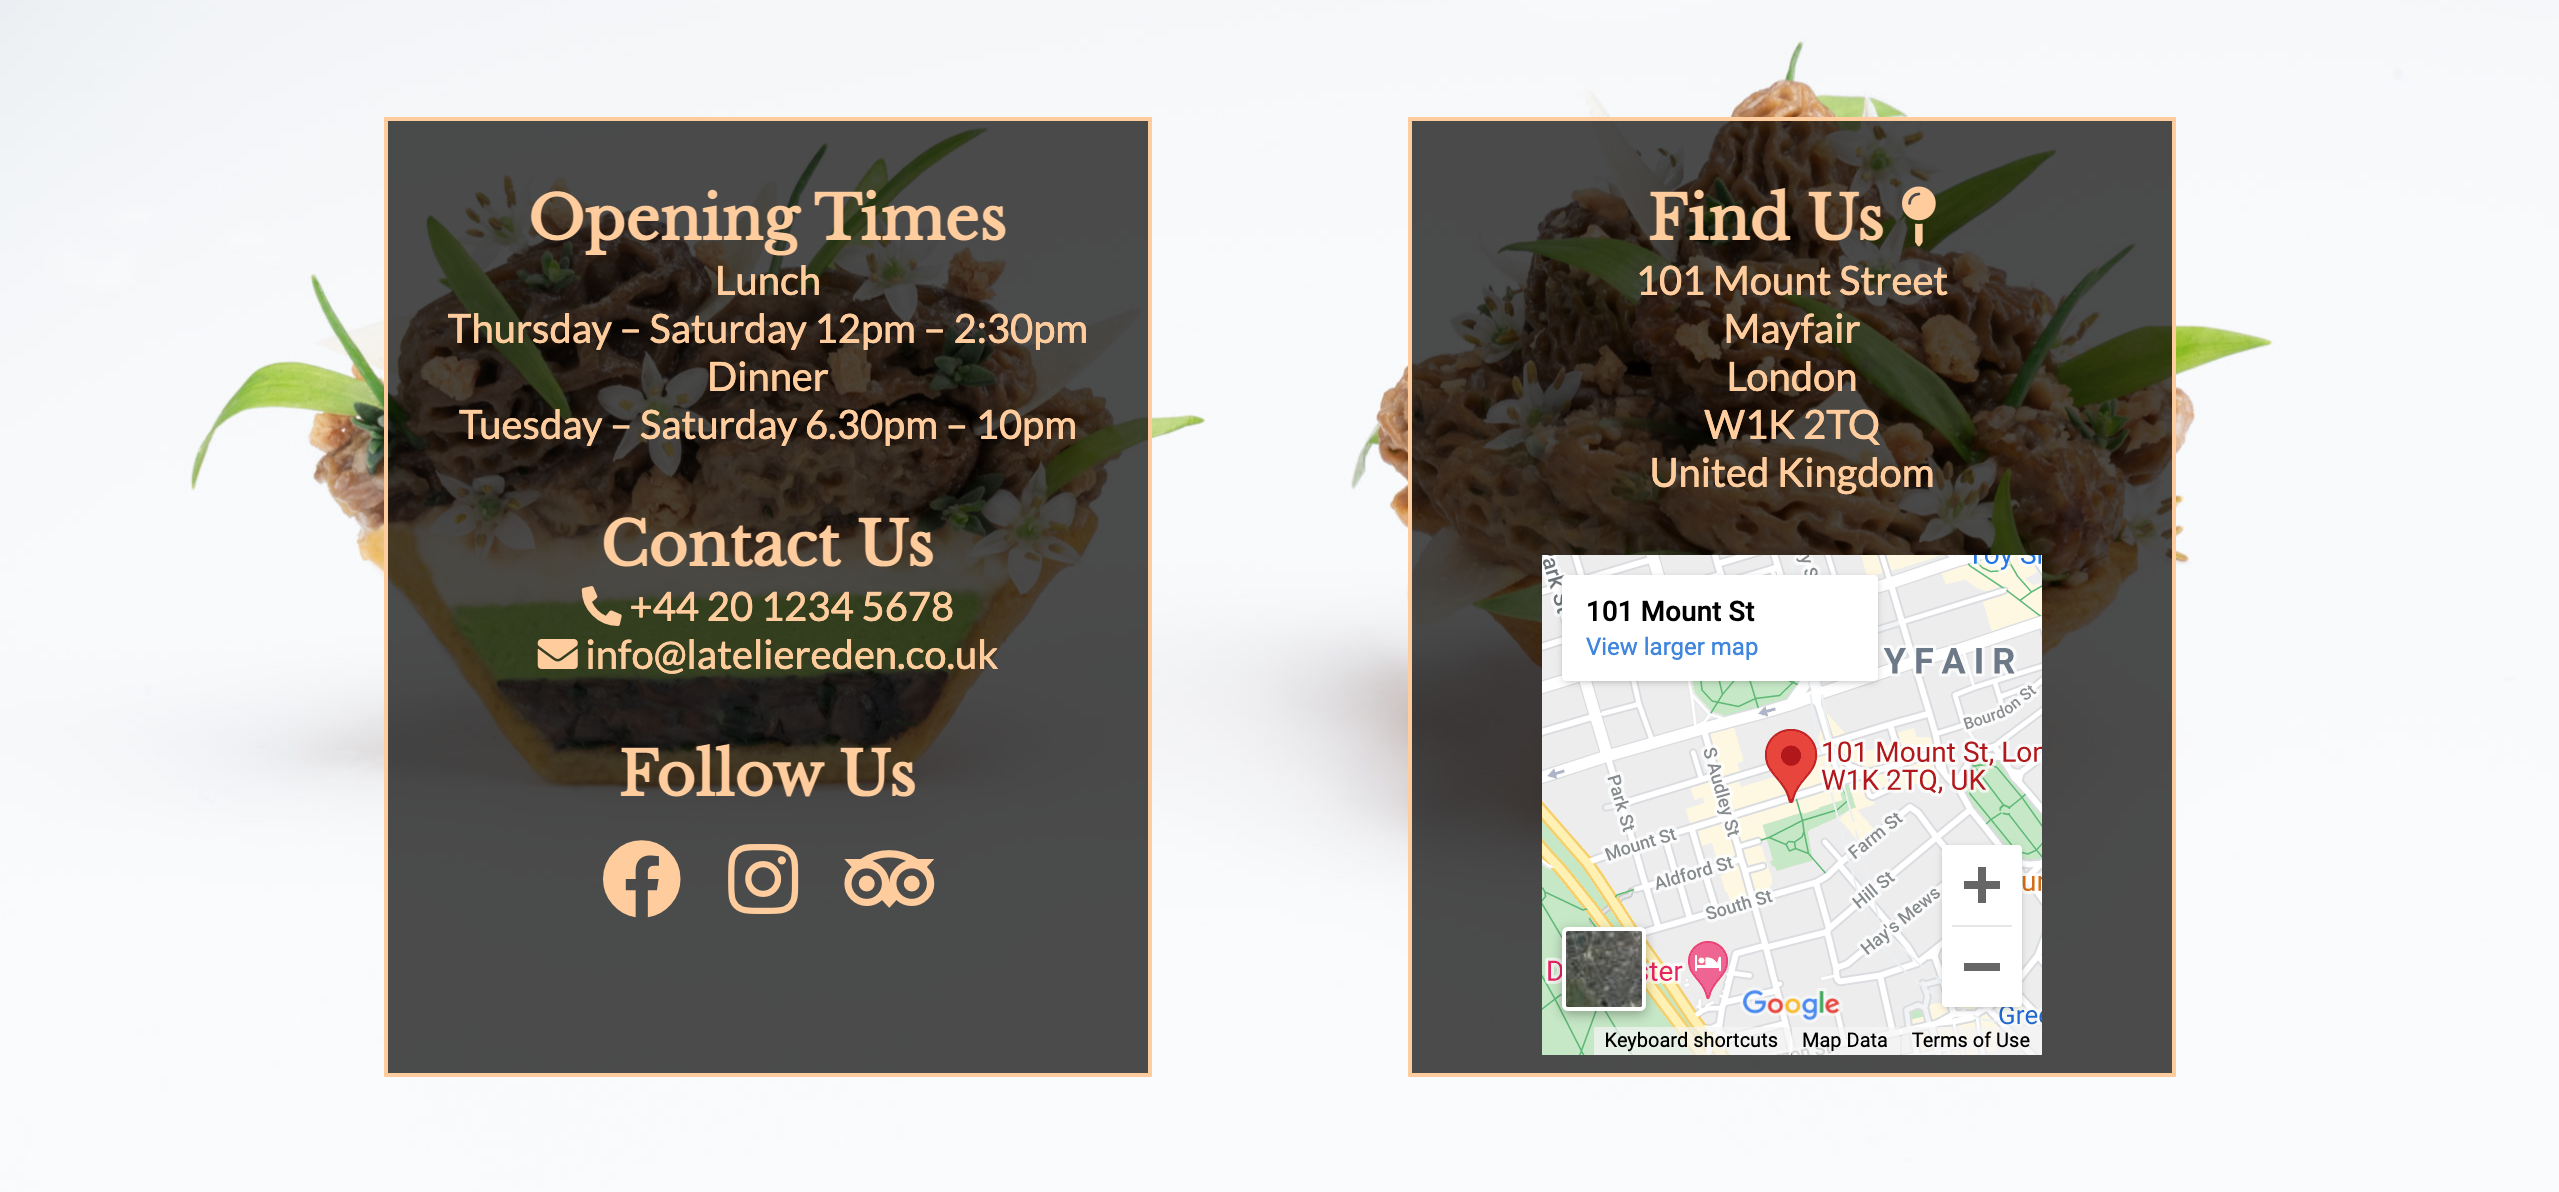 Opening Times
Lunch
Thursday – Saturday 12pm – 2:30pm
Dinner
Tuesday – Saturday 6.30pm – 10pm
Contact Us
+44 20 1234 5678
info@lateliereden.co.uk
Follow Us
Find Us
101 Mount Street
Mayfair
London
W1K 2TQ
United Kingdom
101 Mount St
View larger map
YFAIR
Bourdon St
101 Mount St, Lon
W1K 2TQ, UK
S Audley St
Park St
Mount St
Farm St
Aldford St
Hill St
South St
Hay's Mews
Google
Keyboard shortcuts
Map Data
Terms of Use